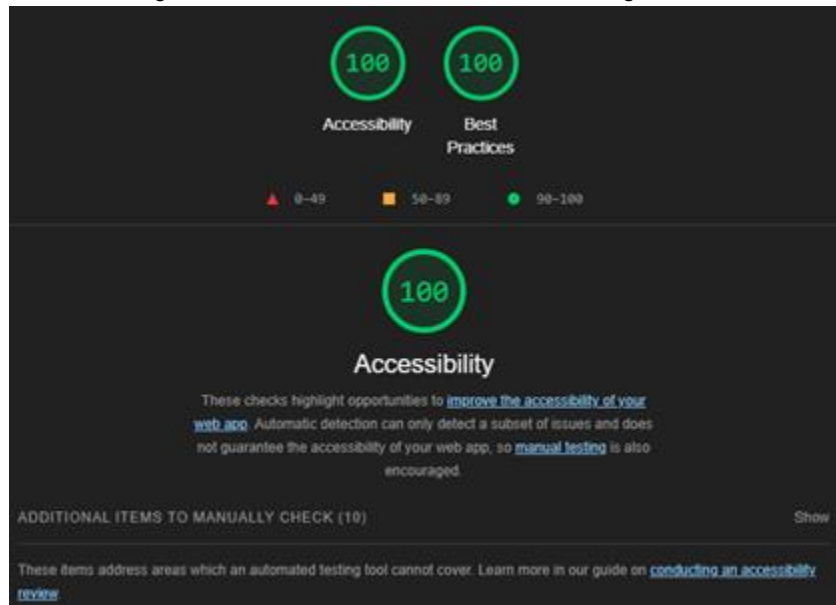 100 100
Accessibility Best
Practices
0–49 50–89 90–100
100
Accessibility
These checks highlight opportunities to improve the accessibility of your
web app. Automatic detection can only detect a subset of issues and does
not guarantee the accessibility of your web app, so manual testing is also
encouraged.
ADDITIONAL ITEMS TO MANUALLY CHECK (10) Show
These items address areas which an automated testing tool cannot cover. Learn more in our guide on conducting an accessibility
review.